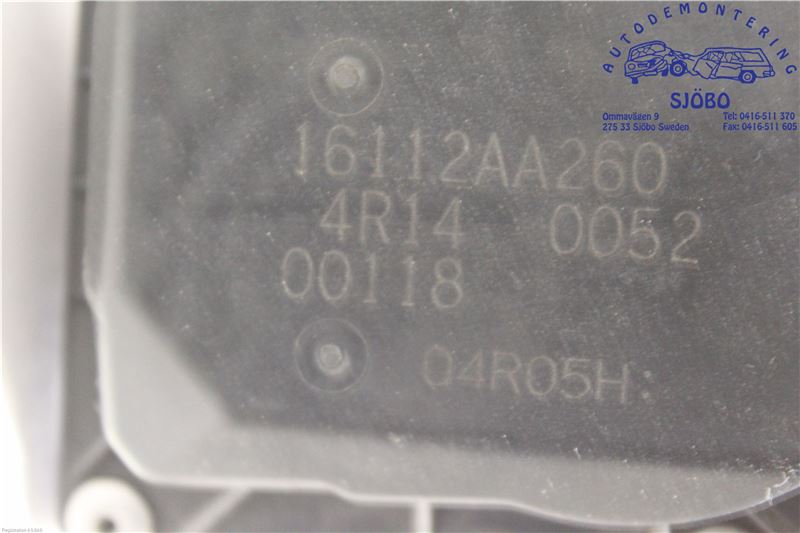 AUTODEMONTERING
SJÖBO
Ommavägen 9
275 33 Sjöbo Sweden
Tel: 0416-511 370
Fax: 0416-511 605
16112AA260
4R14 0052
00118
04R05H